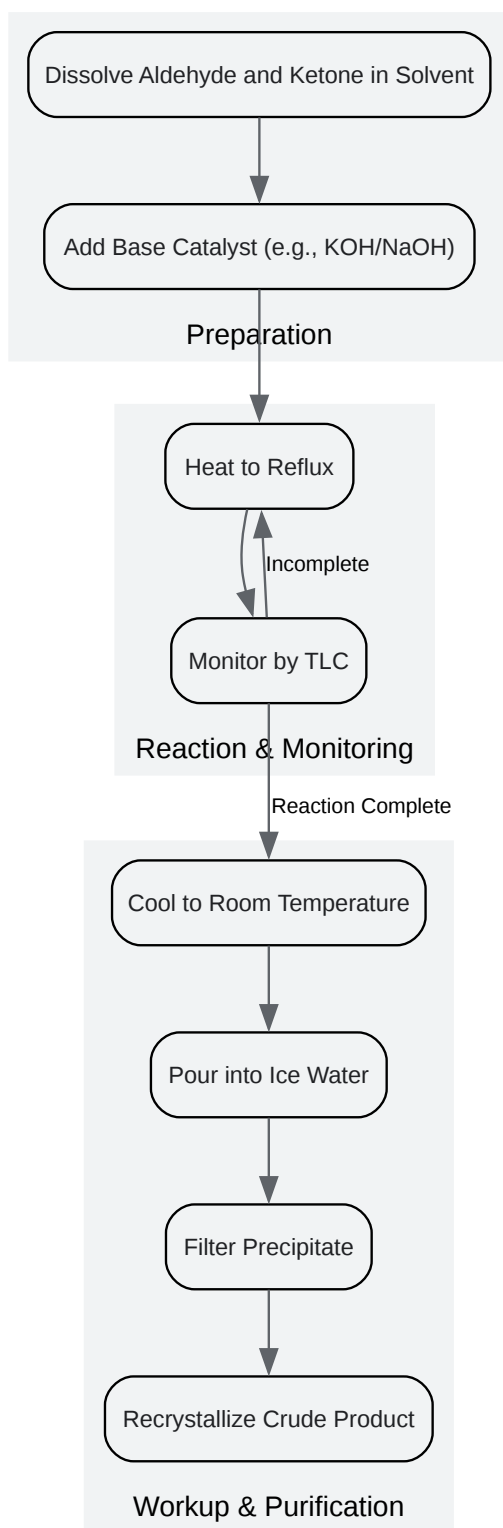 Dissolve Aldehyde and Ketone in Solvent
Add Base Catalyst (e.g., KOH/NaOH)
Preparation
Heat to Reflux
Incomplete
Monitor by TLC
Reaction & Monitoring
Reaction Complete
Cool to Room Temperature
Pour into Ice Water
Filter Precipitate
Recrystallize Crude Product
Workup & Purification